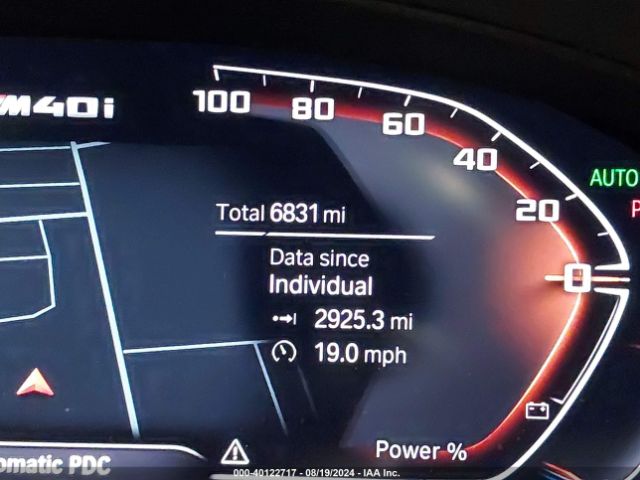 M40i
100
80
60
40
20
0
AUTO
P
Total 6831 mi
Data since
Individual
2925.3 mi
19.0 mph
Power %
omatic PDC
000-40122717 - 08/19/2024 - IAA Inc.